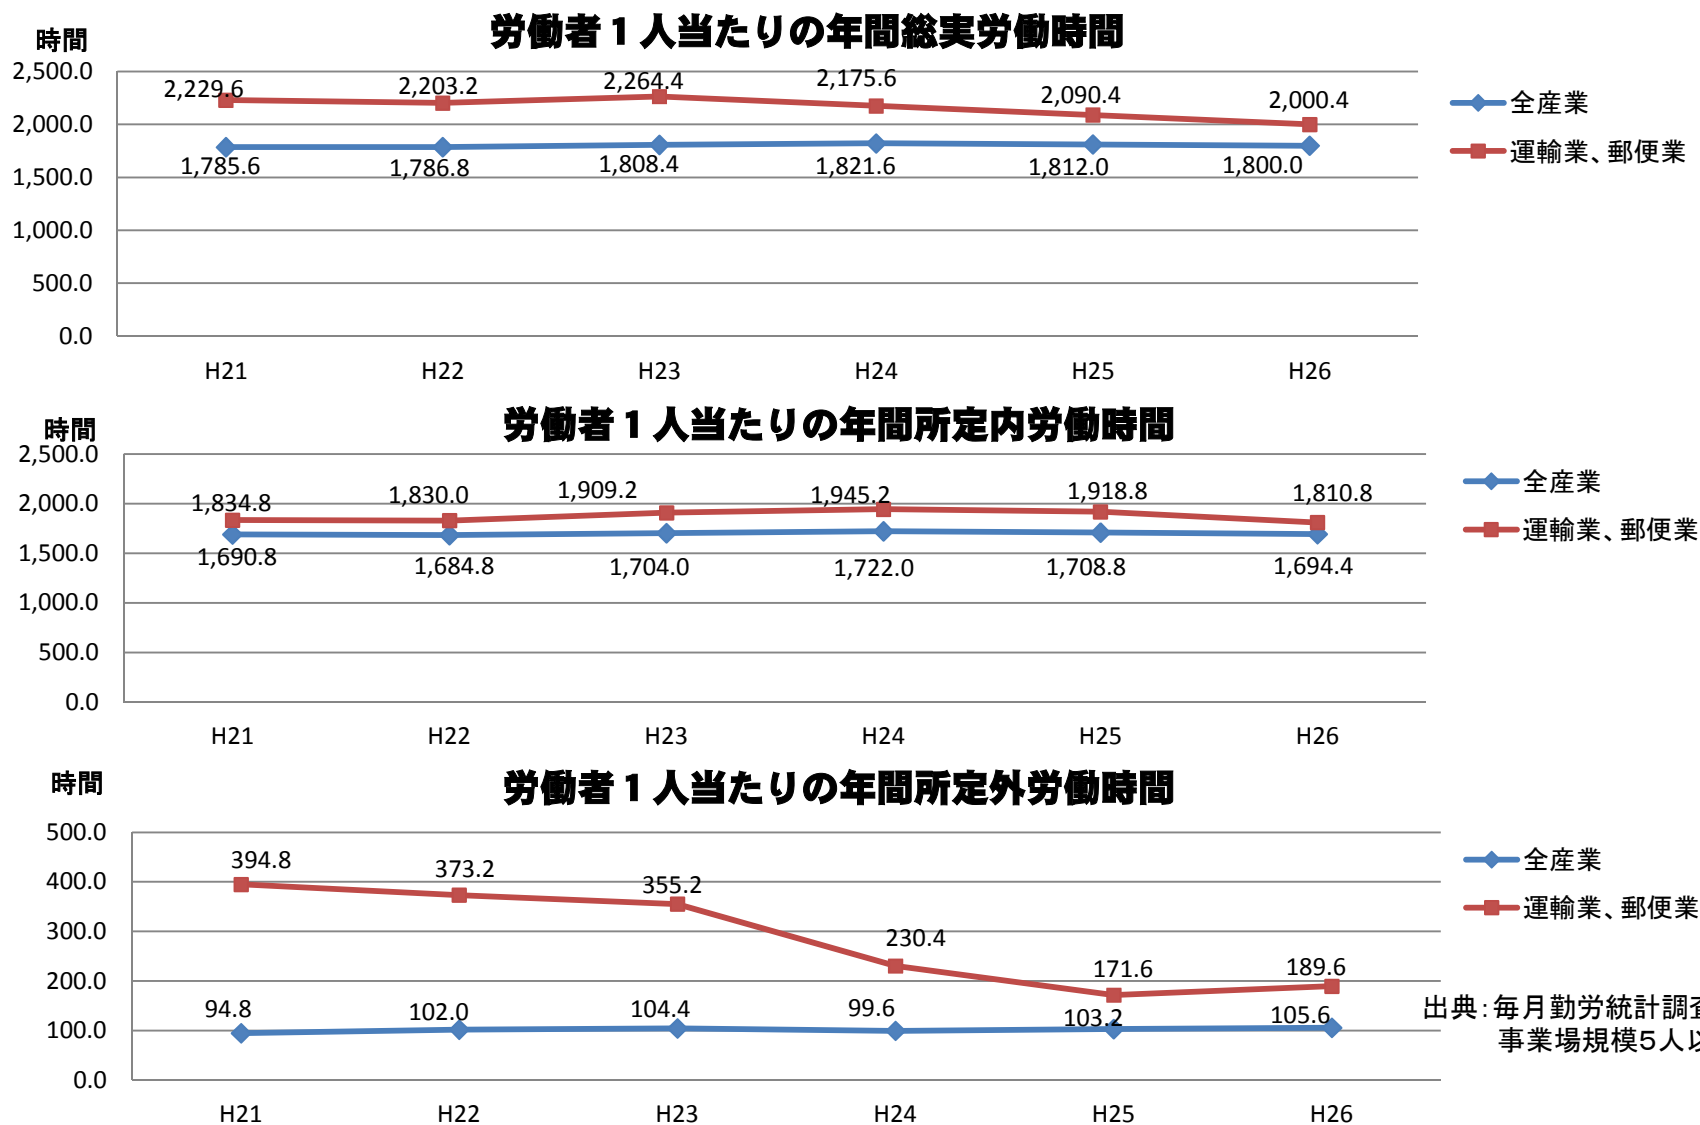 労働者１人当たりの年間総実労働時間
時間
2,500.0
2,000.0
1,500.0
1,000.0
500.0
0.0
2,229.6 2,203.2 2,264.4 2,175.6 2,090.4 2,000.4
1,785.6 1,786.8 1,808.4 1,821.6 1,812.0 1,800.0
H21 H22 H23 H24 H25 H26
全産業
運輸業、郵便業
労働者１人当たりの年間所定内労働時間
時間
2,500.0
2,000.0
1,500.0
1,000.0
500.0
0.0
1,834.8 1,830.0 1,909.2 1,945.2 1,918.8 1,810.8
1,690.8 1,684.8 1,704.0 1,722.0 1,708.8 1,694.4
H21 H22 H23 H24 H25 H26
全産業
運輸業、郵便業
労働者１人当たりの年間所定外労働時間
時間
500.0
400.0
300.0
200.0
100.0
0.0
394.8 373.2 355.2 230.4 171.6 189.6
94.8 102.0 104.4 99.6 103.2 105.6
H21 H22 H23 H24 H25 H26
全産業
運輸業、郵便業
出典：毎月勤労統計調査
事業場規模5人以